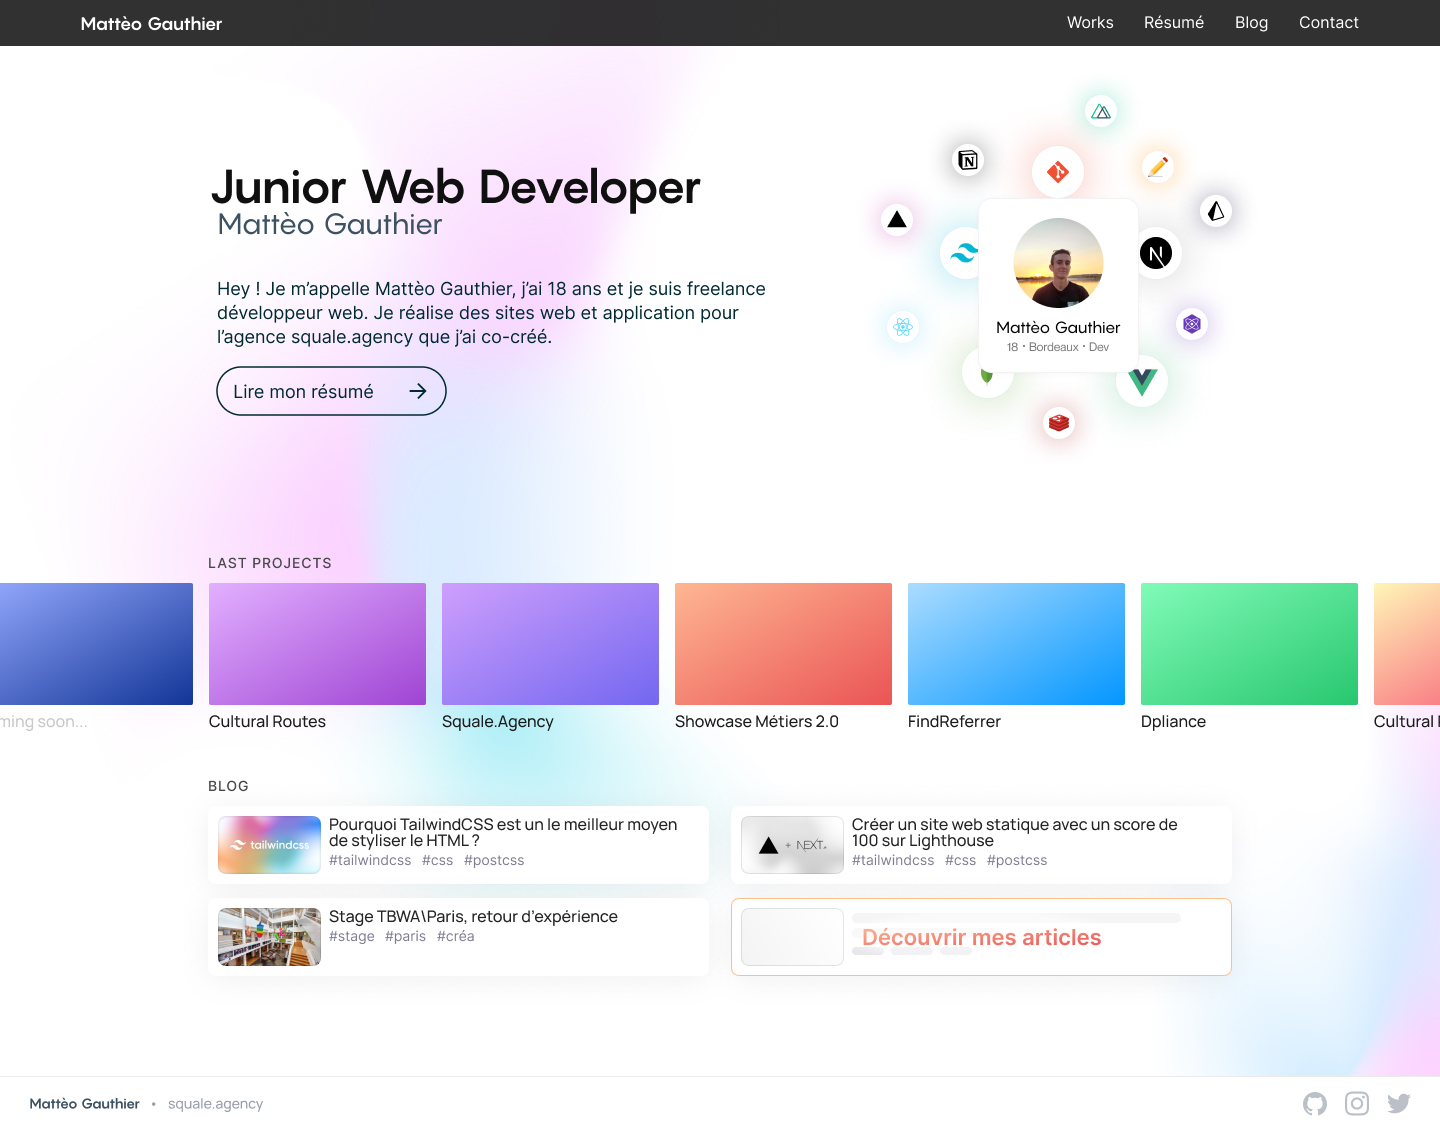 Mattèo Gauthier
Works
Résumé
Blog
Contact
Junior Web Developer
Mattèo Gauthier
Hey ! Je m’appelle Mattèo Gauthier, j’ai 18 ans et je suis freelance
développeur web. Je réalise des sites web et application pour
l’agence squale.agency que j’ai co-créé.
Lire mon résumé
N
N
Mattèo Gauthier
18 • Bordeaux • Dev
LAST PROJECTS
ming soon...
Cultural Routes
Squale.Agency
Showcase Métiers 2.0
FindReferrer
Dpliance
Cultural
BLOG
tailwindcss
Pourquoi TailwindCSS est un le meilleur moyen
de styliser le HTML ?
#tailwindcss #css #postcss
+ NEXT.JS
Créer un site web statique avec un score de
100 sur Lighthouse
#tailwindcss #css #postcss
Stage TBWA\Paris, retour d’expérience
#stage #paris #créa
Découvrir mes articles
Mattèo Gauthier • squale.agency